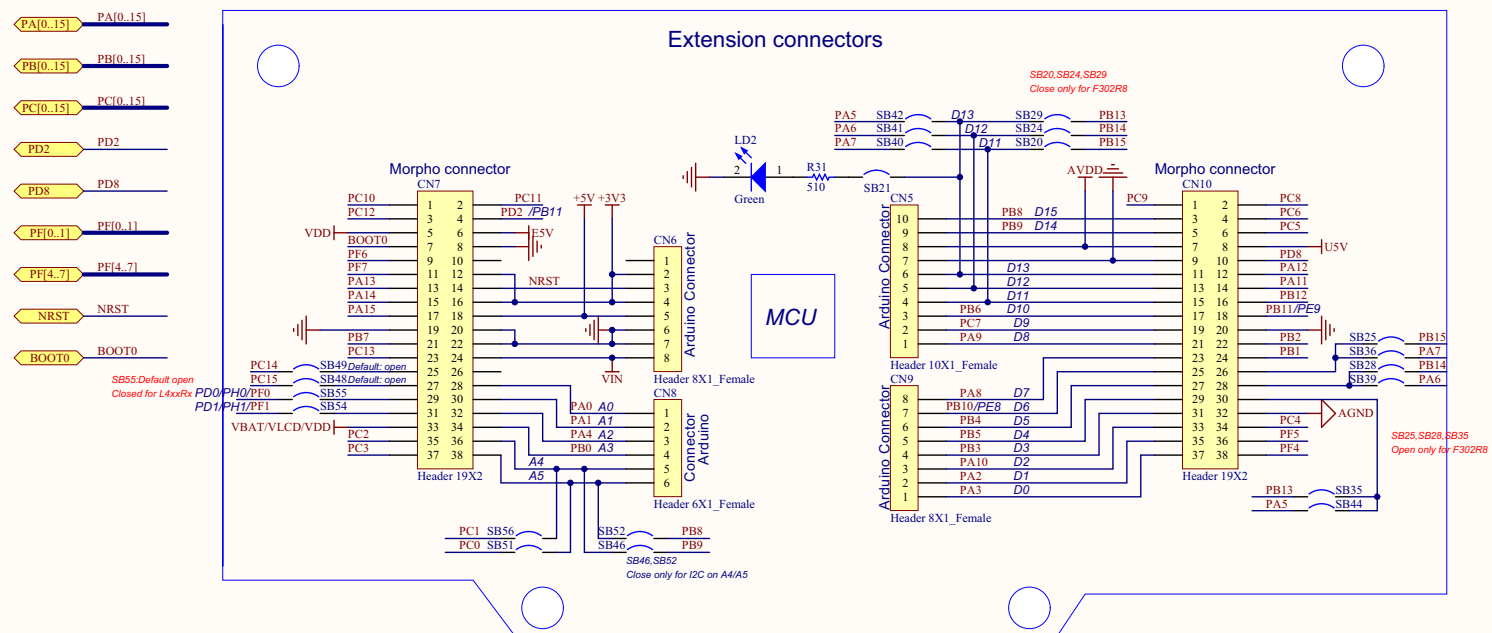 Extension connectors
PA[0..15] PA[0..15]
PB[0..15] PB[0..15]
PC[0..15] PC[0..15]
PD2 PD2
PD8 PD8
PF[0..1] PF[0..1]
PF[4..7] PF[4..7]
NRST NRST
BOOT0 BOOT0
SB20,SB24,SB29
Close only for F302R8
PA5 SB42 D13 SB29 PB13
PA6 SB41 D12 SB24 PB14
PA7 SB40 D11 SB20 PB15
LD2
2 1
Green
R31
510
SB21
Morpho connector
CN7
PC10 1 2 PC11
PC12 3 4 PD2 /PB11
VDD 5 6 E5V
BOOT0 7 8
PF6 9 10
PF7 11 12
PA13 13 14 NRST
PA14 15 16
PA15 17 18
19 20
PB7 21 22
PC13 23 24
PC14 SB49 Default: open 25 26
PC15 SB48 Default: open 27 28
SB55:Default open
Closed for L4xxRx
PD0/PH0/PF0 SB55 29 30
PD1/PH1/PF1 SB54 31 32
VBAT/VLCD/VDD 33 34
PC2 35 36
PC3 37 38
Header 19X2
+5V +3V3
CN6
1
2
3
4
5
6
7
8
Arduino Connector
Header 8X1_Female
VIN
CN8
PA0 A0 1
PA1 A1 2
PA4 A2 3
PB0 A3 4
A4 5
A5 6
Connector
Arduino
Header 6X1_Female
PC1 SB56 SB52 PB8
PC0 SB51 SB46 PB9
SB46,SB52
Close only for I2C on A4/A5
MCU
CN5
Arduino Connector
10 PB8 D15
9 PB9 D14
8
7
6 D13
5 D12
4 D11
3 PB6 D10
2 PC7 D9
1 PA9 D8
Header 10X1_Female
CN9
Arduino Connector
8 PA8 D7
7 PB10/PE8 D6
6 PB4 D5
5 PB5 D4
4 PB3 D3
3 PA10 D2
2 PA2 D1
1 PA3 D0
Header 8X1_Female
AVDD
Morpho connector
CN10
PC9 1 2 PC8
3 4 PC6
5 6 PC5
7 8 U5V
9 10 PD8
11 12 PA12
13 14 PA11
15 16 PB12
17 18 PB11/PE9
19 20
21 22 PB2
23 24 PB1
25 26
27 28
29 30
31 32 AGND
33 34 PC4
35 36 PF5
37 38 PF4
Header 19X2
SB25 PB15
SB36 PA7
SB28 PB14
SB39 PA6
SB25,SB28,SB35
Open only for F302R8
PB13 SB35
PA5 SB44